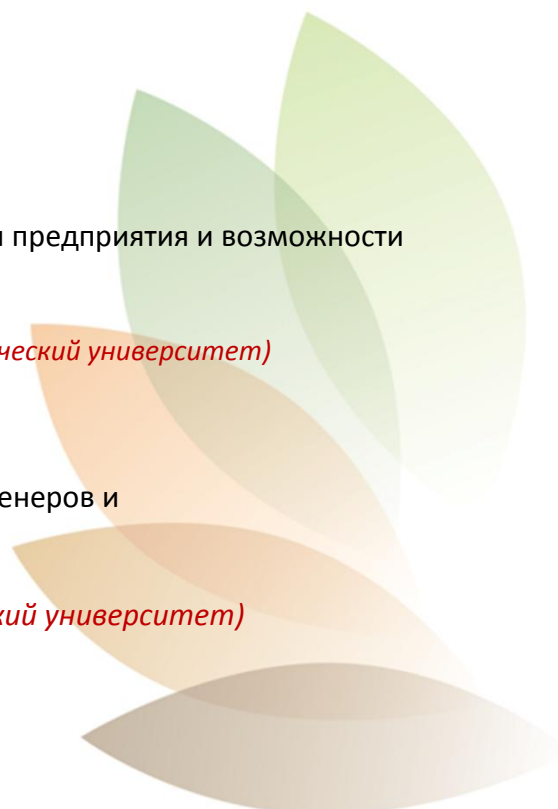 предприятия и возможности
ческий университет)
енеров и
кий университет)